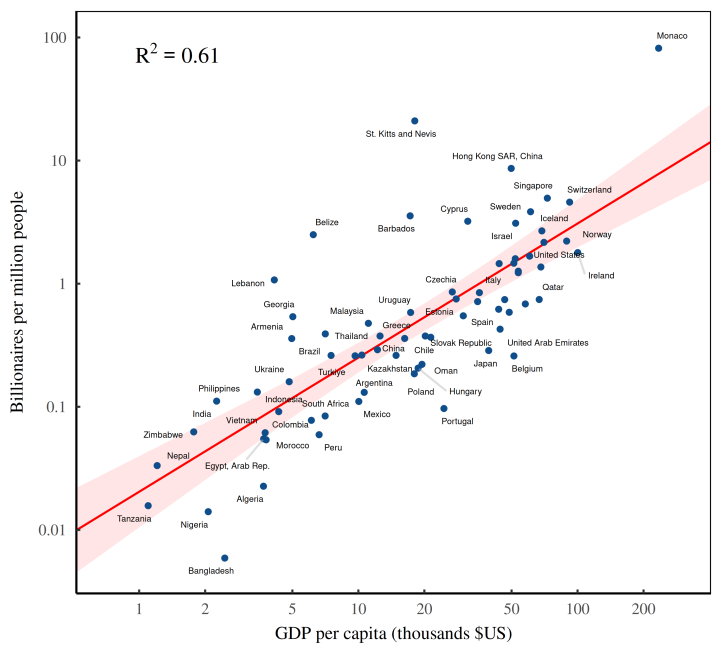 Billionaires per million people
100
10
1
0.1
0.01
R² = 0.61
Monaco
St. Kitts and Nevis
Hong Kong SAR, China
Singapore
Switzerland
Cyprus
Sweden
Iceland
Belize
Barbados
Israel
Norway
United States
Ireland
Lebanon
Czechia
Italy
Qatar
Georgia
Malaysia
Uruguay
Estonia
Armenia
Thailand
Greece
Spain
Brazil
China
Chile
Slovak Republic
United Arab Emirates
Ukraine
Turkiye
Kazakhstan
Oman
Japan
Belgium
Philippines
Argentina
Poland
Hungary
Indonesia
South Africa
India
Mexico
Portugal
Vietnam
Colombia
Zimbabwe
Morocco
Peru
Nepal
Egypt, Arab Rep.
Algeria
Tanzania
Nigeria
Bangladesh
1
2
5
10
20
50
100
200
GDP per capita (thousands $US)